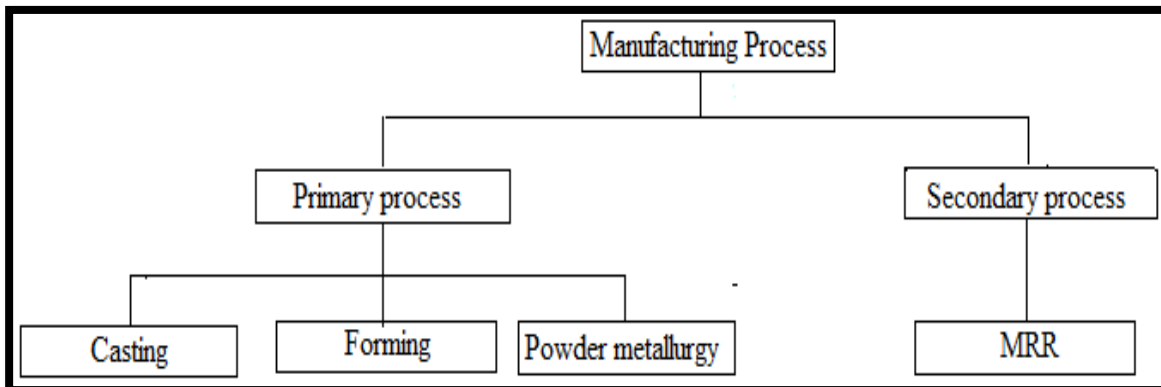 Manufacturing Process
Primary process
Secondary process
Casting
Forming
Powder metallurgy
MRR